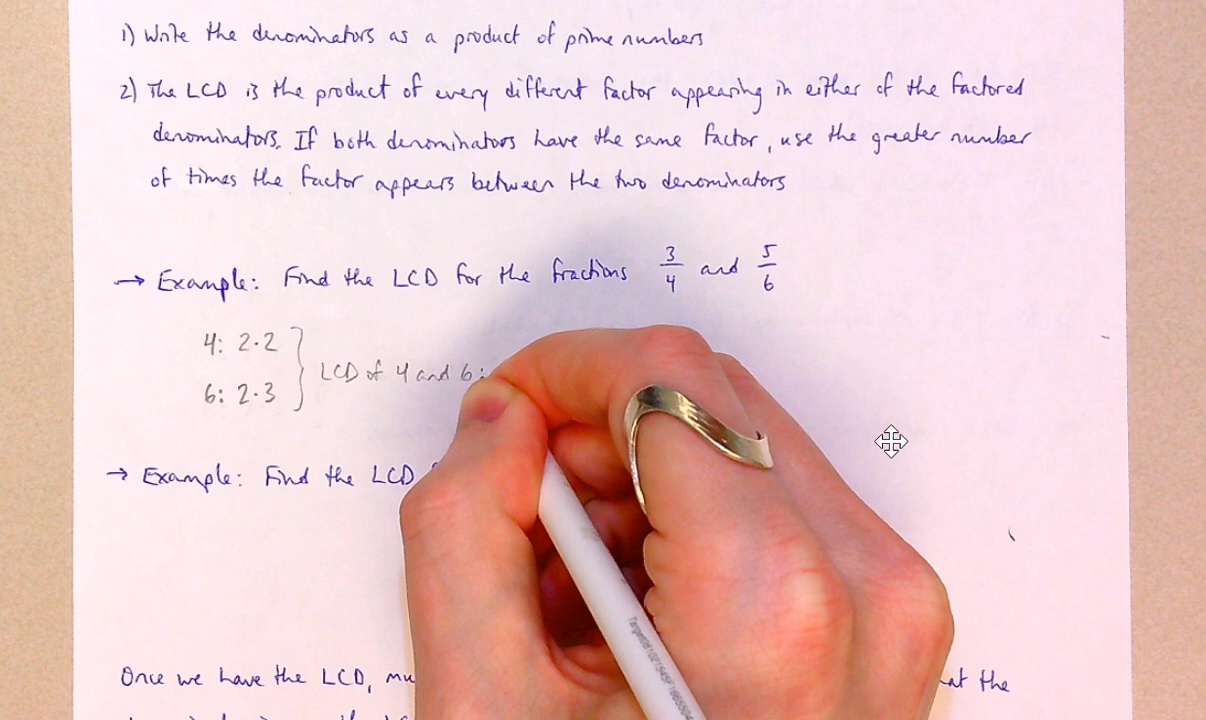 1) Write the denominators as a product of prime numbers
2) The LCD is the product of every different factor appearing in either of the factored
denominators. If both denominators have the same factor, use the greater number
of times the factor appears between the two denominators
→ Example: Find the LCD for the fractions 3/4 and 5/6
4: 2·2
6: 2·3
LCD of 4 and 6:
→ Example: Find the LCD
Once we have the LCD, the